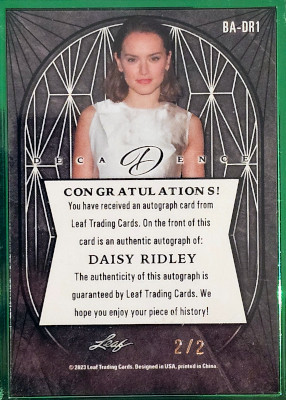 BA-DR1
DECADENCE
D
CONGRATULATIONS!
You have received an autograph card from
Leaf Trading Cards. On the front of this
card is an authentic autograph of:
DAISY RIDLEY
The authenticity of this autograph is
guaranteed by Leaf Trading Cards. We
hope you enjoy your piece of history!
Leaf
2/2
© 2023 Leaf Trading Cards. Designed in USA, printed in China.